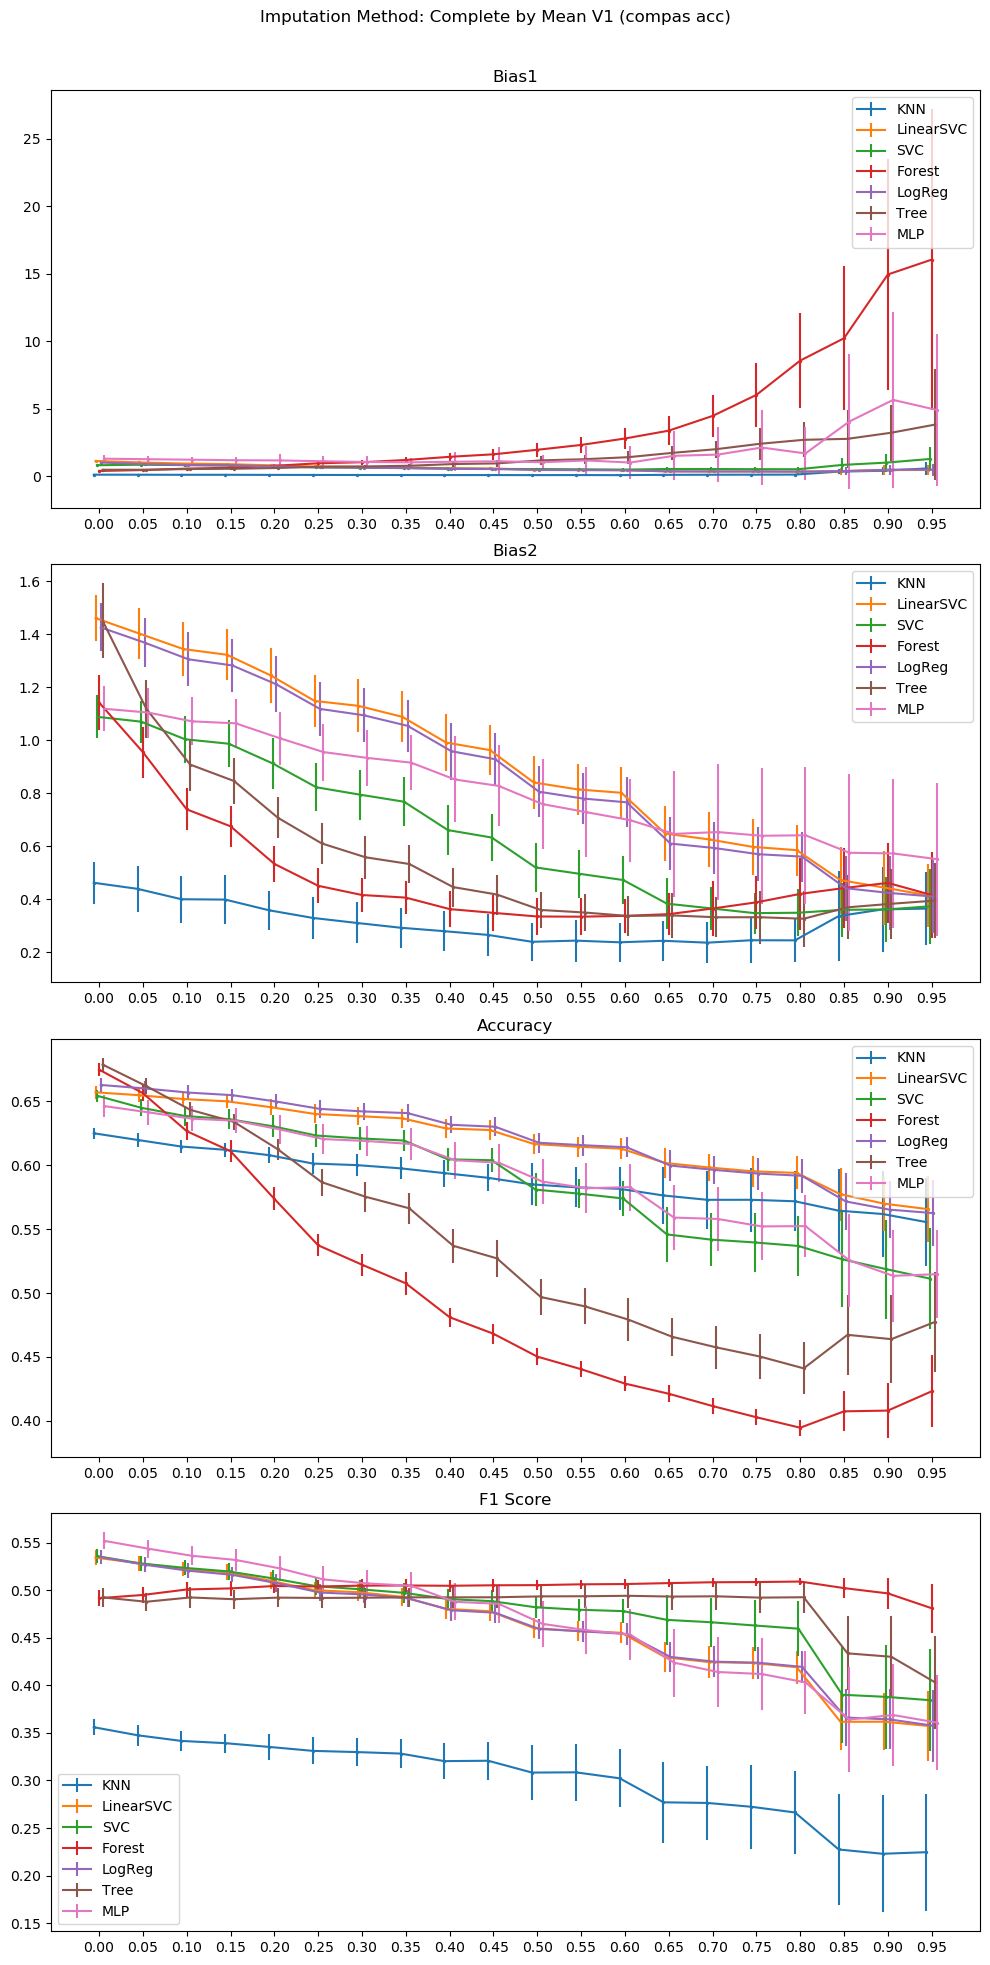 Imputation Method: Complete by Mean V1 (compas acc)
Bias1
KNN
LinearSVC
SVC
Forest
LogReg
Tree
MLP
25
20
15
10
5
0
0.00 0.05 0.10 0.15 0.20 0.25 0.30 0.35 0.40 0.45 0.50 0.55 0.60 0.65 0.70 0.75 0.80 0.85 0.90 0.95
Bias2
KNN
LinearSVC
SVC
Forest
LogReg
Tree
MLP
1.6
1.4
1.2
1.0
0.8
0.6
0.4
0.2
0.00 0.05 0.10 0.15 0.20 0.25 0.30 0.35 0.40 0.45 0.50 0.55 0.60 0.65 0.70 0.75 0.80 0.85 0.90 0.95
Accuracy
KNN
LinearSVC
SVC
Forest
LogReg
Tree
MLP
0.65
0.60
0.55
0.50
0.45
0.40
0.00 0.05 0.10 0.15 0.20 0.25 0.30 0.35 0.40 0.45 0.50 0.55 0.60 0.65 0.70 0.75 0.80 0.85 0.90 0.95
F1 Score
0.55
0.50
0.45
0.40
0.35
0.30
0.25
0.20
0.15
KNN
LinearSVC
SVC
Forest
LogReg
Tree
MLP
0.00 0.05 0.10 0.15 0.20 0.25 0.30 0.35 0.40 0.45 0.50 0.55 0.60 0.65 0.70 0.75 0.80 0.85 0.90 0.95